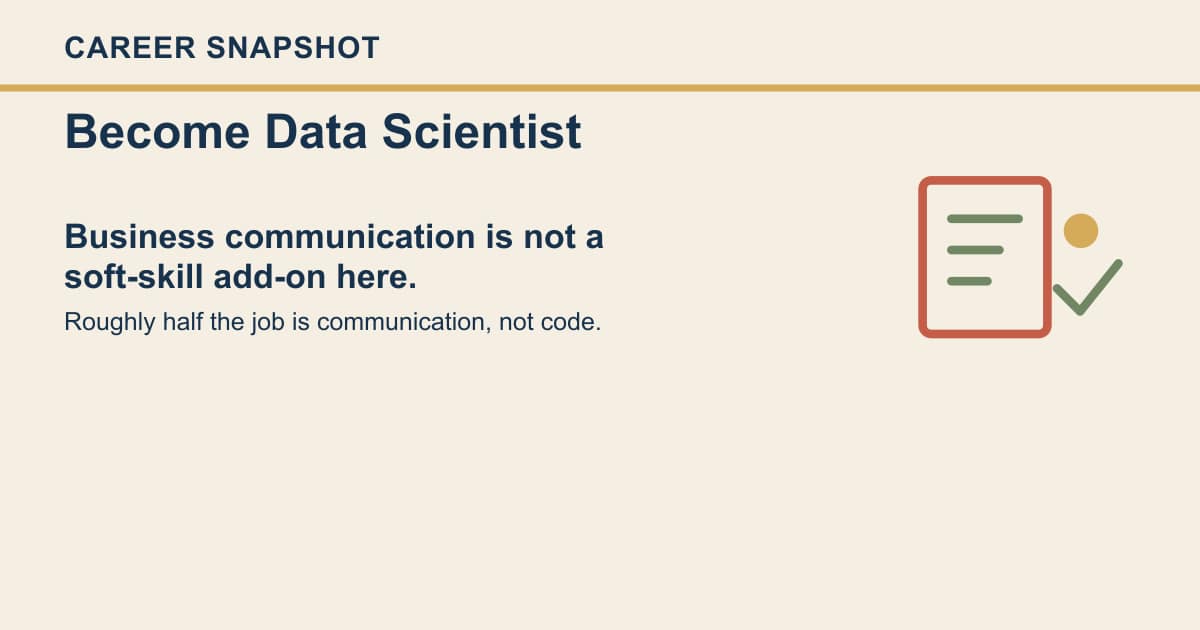 CAREER SNAPSHOT
Become Data Scientist
Business communication is not a
soft-skill add-on here.
Roughly half the job is communication, not code.